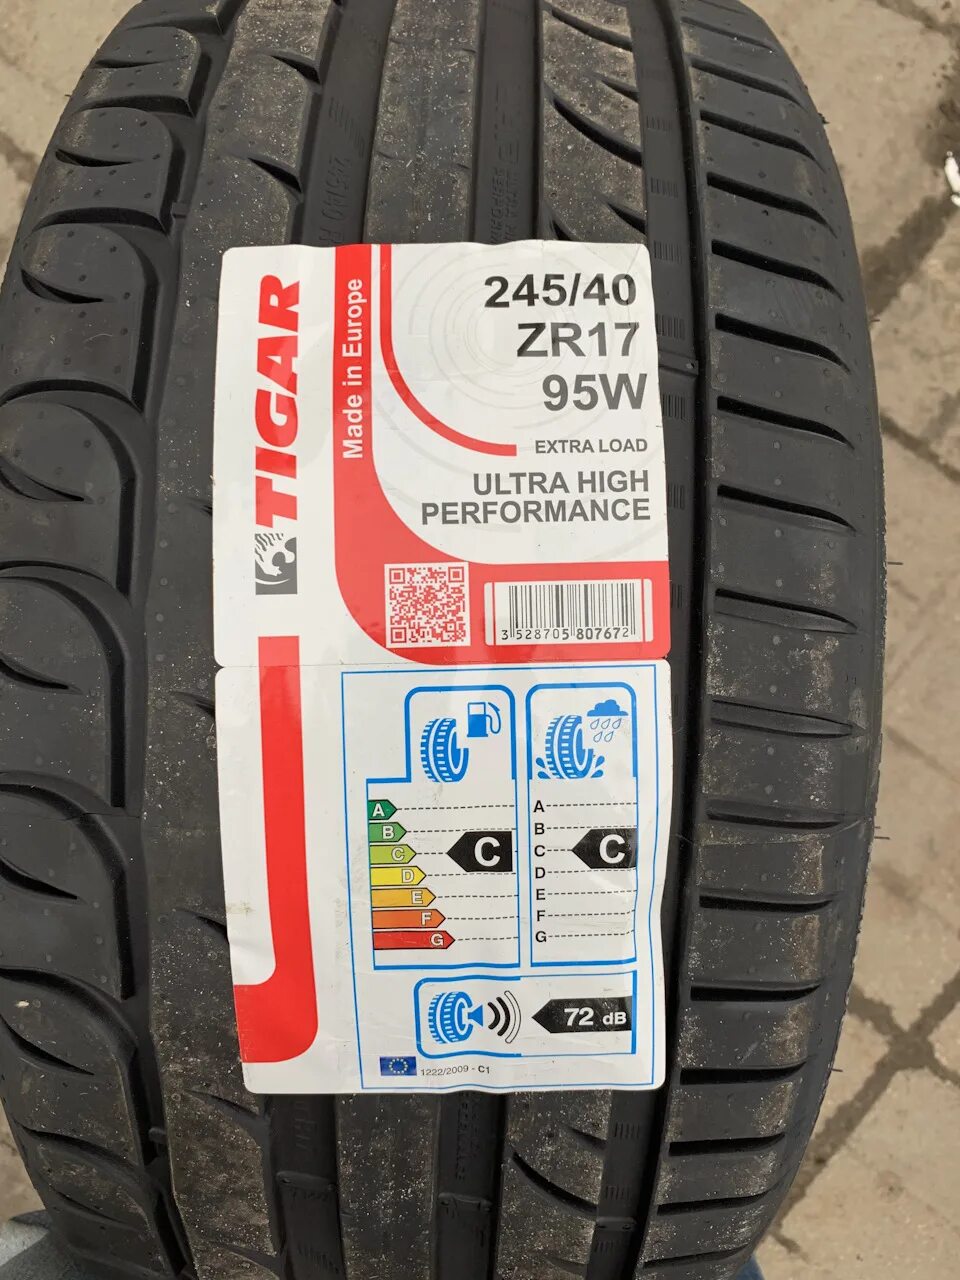 TIGAR
Made in Europe
245/40
ZR17
95W
EXTRA LOAD
ULTRA HIGH
PERFORMANCE
3 528705 807672
A
B
C
D
E
F
G
C
A
B
C
D
E
F
G
C
72 dB
1222/2009 - C1